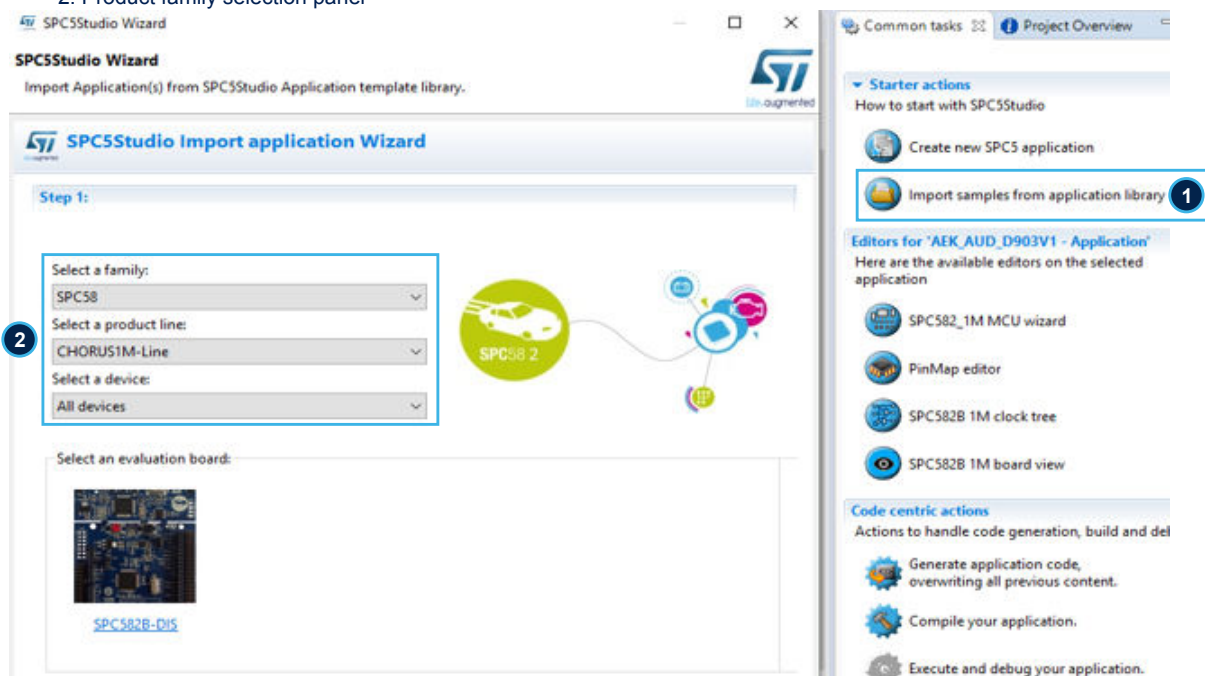 2. Product family selection panel
SPC5Studio Wizard
SPC5Studio Wizard
Import Application(s) from SPC5Studio Application template library.
SPC5Studio Import application Wizard
Step 1:
Select a family:
SPC58
2
Select a product line:
CHORUS1M-Line
Select a device:
All devices
SPC58 2
Select an evaluation board:
SPC582B-DIS
Common tasks
Project Overview
Starter actions
How to start with SPC5Studio
Create new SPC5 application
Import samples from application library
1
Editors for 'AEK_AUD_D903V1 - Application'
Here are the available editors on the selected
application
SPC582_1M MCU wizard
PinMap editor
SPC582B 1M clock tree
SPC582B 1M board view
Code centric actions
Actions to handle code generation, build and del
Generate application code,
overwriting all previous content.
Compile your application.
Execute and debug your application.